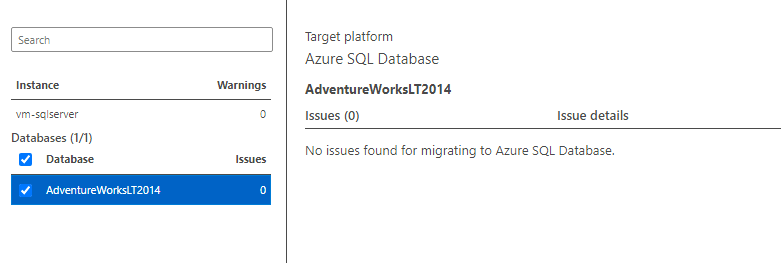 Search
Instance Warnings
vm-sqlserver 0
Databases (1/1)
Database Issues
AdventureWorksLT2014 0
Target platform
Azure SQL Database
AdventureWorksLT2014
Issues (0) Issue details
No issues found for migrating to Azure SQL Database.